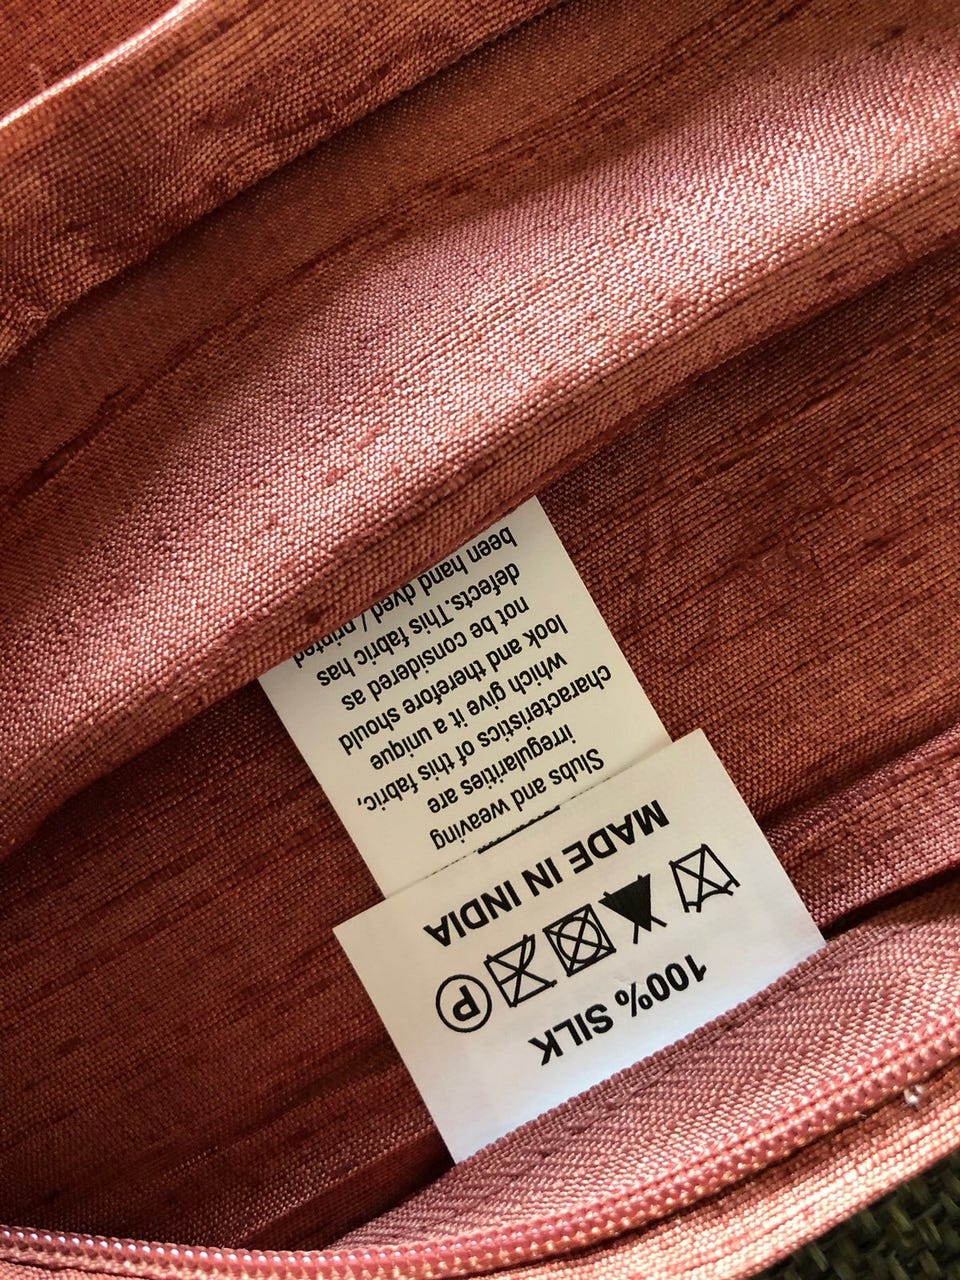 100% SILK
P
MADE IN INDIA
Slubs and weaving
irregularities are
characteristics of this fabric,
which give it a unique
look and therefore should
not be considered as
defects.This fabric has
been hand dyed / printed